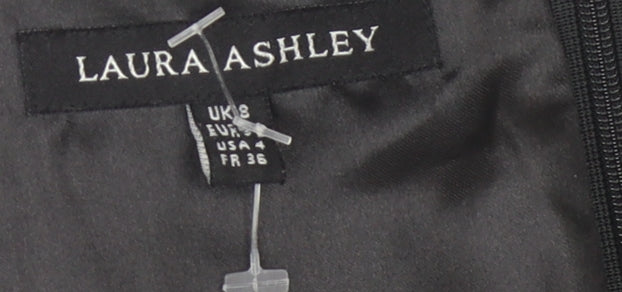 LAURA ASHLEY
UK 8
EUR
USA 4
FR 36